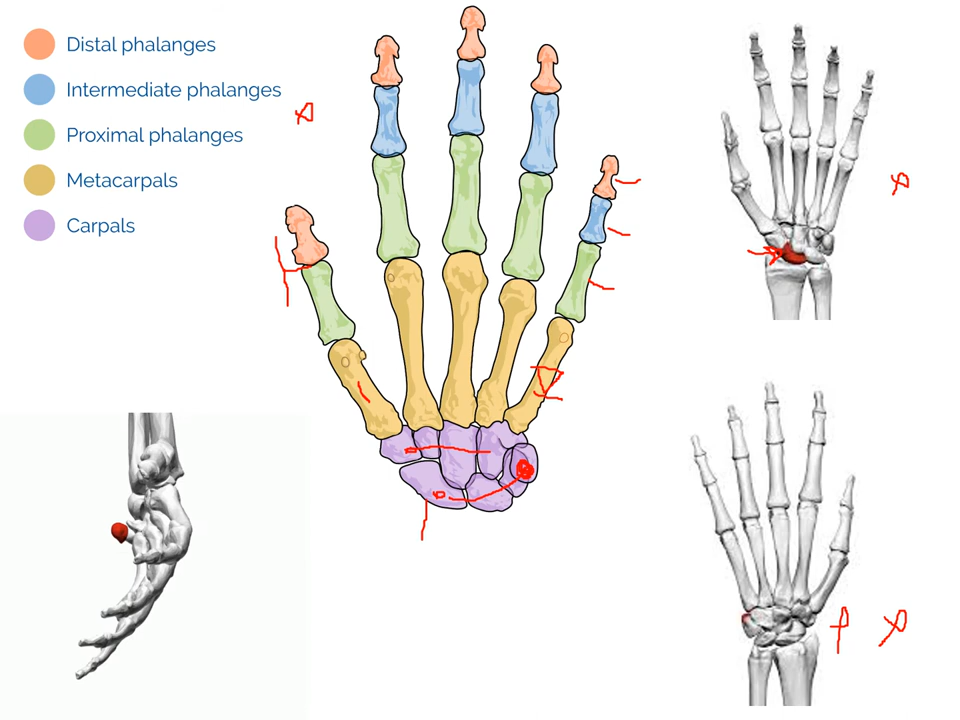 Distal phalanges
Intermediate phalanges
Proximal phalanges
Metacarpals
Carpals